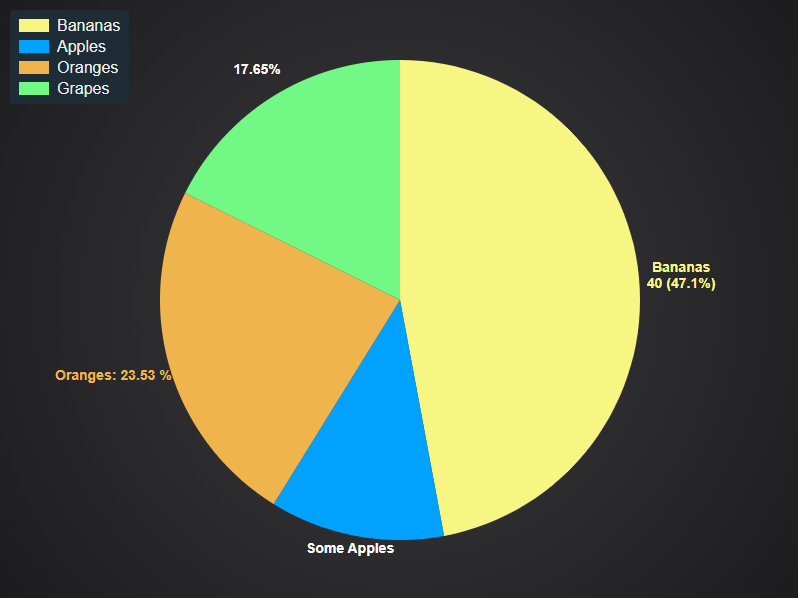 Bananas
Apples
Oranges
Grapes
17.65%
Bananas
40 (47.1%)
Oranges: 23.53 %
Some Apples